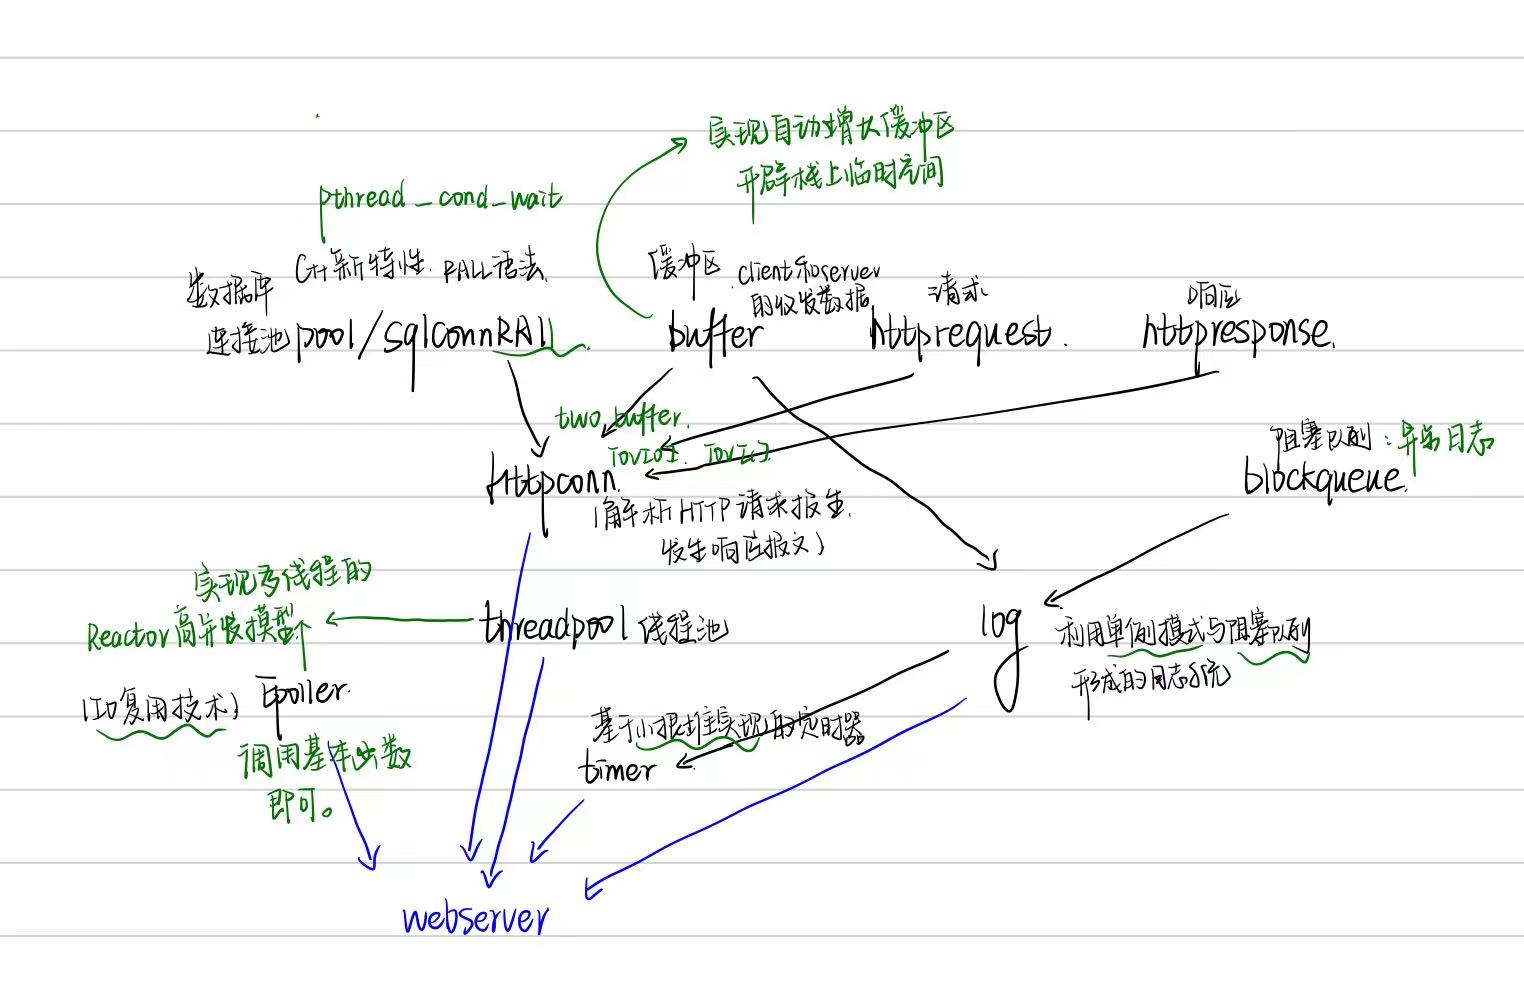 实现自动增长缓冲区
开辟栈上临时空间
pthread_cond_wait
C++新特性. RALL语法.
数据库
连接池 pool/sqlconnRAII
缓冲区
client和server
的收发数据
buffer
请求
httprequest.
响应
httpresponse.
two buffer.
iov[0]. iov[1].
httpconn.
(解析HTTP请求报生.
发生响应报文)
阻塞队列:异步日志
blockqueue.
实现多线程的
Reactor高并发模型
threadpool 线程池
log
利用单例模式与阻塞队列
形成的日志系统
(IO复用技术) Epoller.
调用基本函数
即可。
基于小根堆实现的定时器
timer
webserver